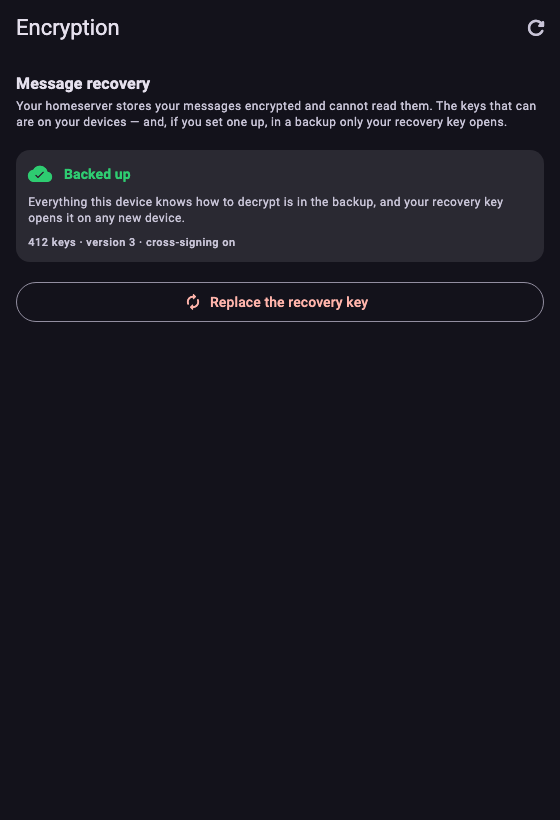 Encryption
Message recovery
Your homeserver stores your messages encrypted and cannot read them. The keys that can
are on your devices — and, if you set one up, in a backup only your recovery key opens.
Backed up
Everything this device knows how to decrypt is in the backup, and your recovery key
opens it on any new device.
412 keys · version 3 · cross-signing on
Replace the recovery key